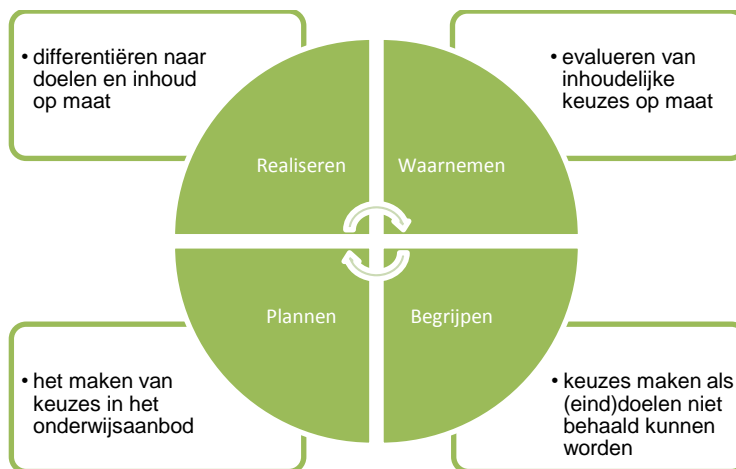 • differentiëren naar
doelen en inhoud
op maat
• evalueren van
inhoudelijke
keuzes op maat
Realiseren
Waarnemen
Plannen
Begrijpen
• het maken van
keuzes in het
onderwijsaanbod
• keuzes maken als
(eind)doelen niet
behaald kunnen
worden